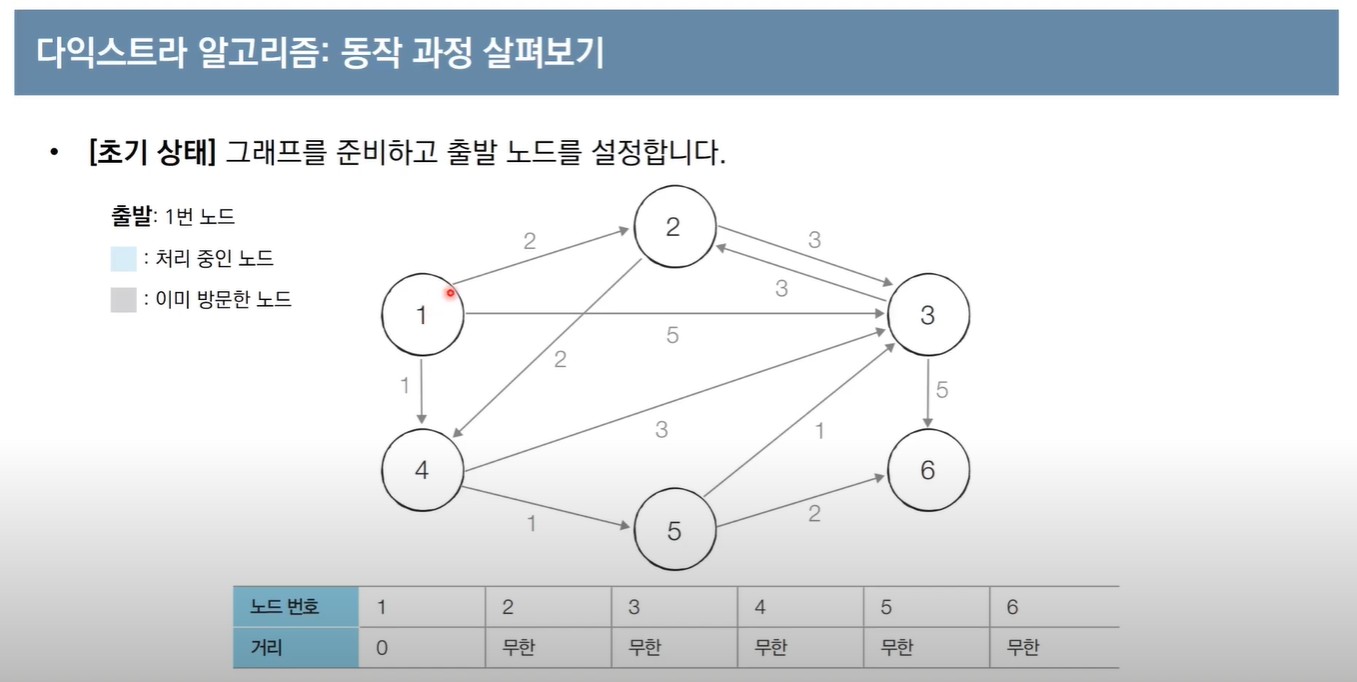 다익스트라 알고리즘: 동작 과정 살펴보기
• [초기 상태] 그래프를 준비하고 출발 노드를 설정합니다.
출발: 1번 노드
: 처리 중인 노드
: 이미 방문한 노드
2
2
3
3
1
3
5
2
1
5
3
1
4
6
1
5
2
노드 번호 1 2 3 4 5 6
거리 0 무한 무한 무한 무한 무한